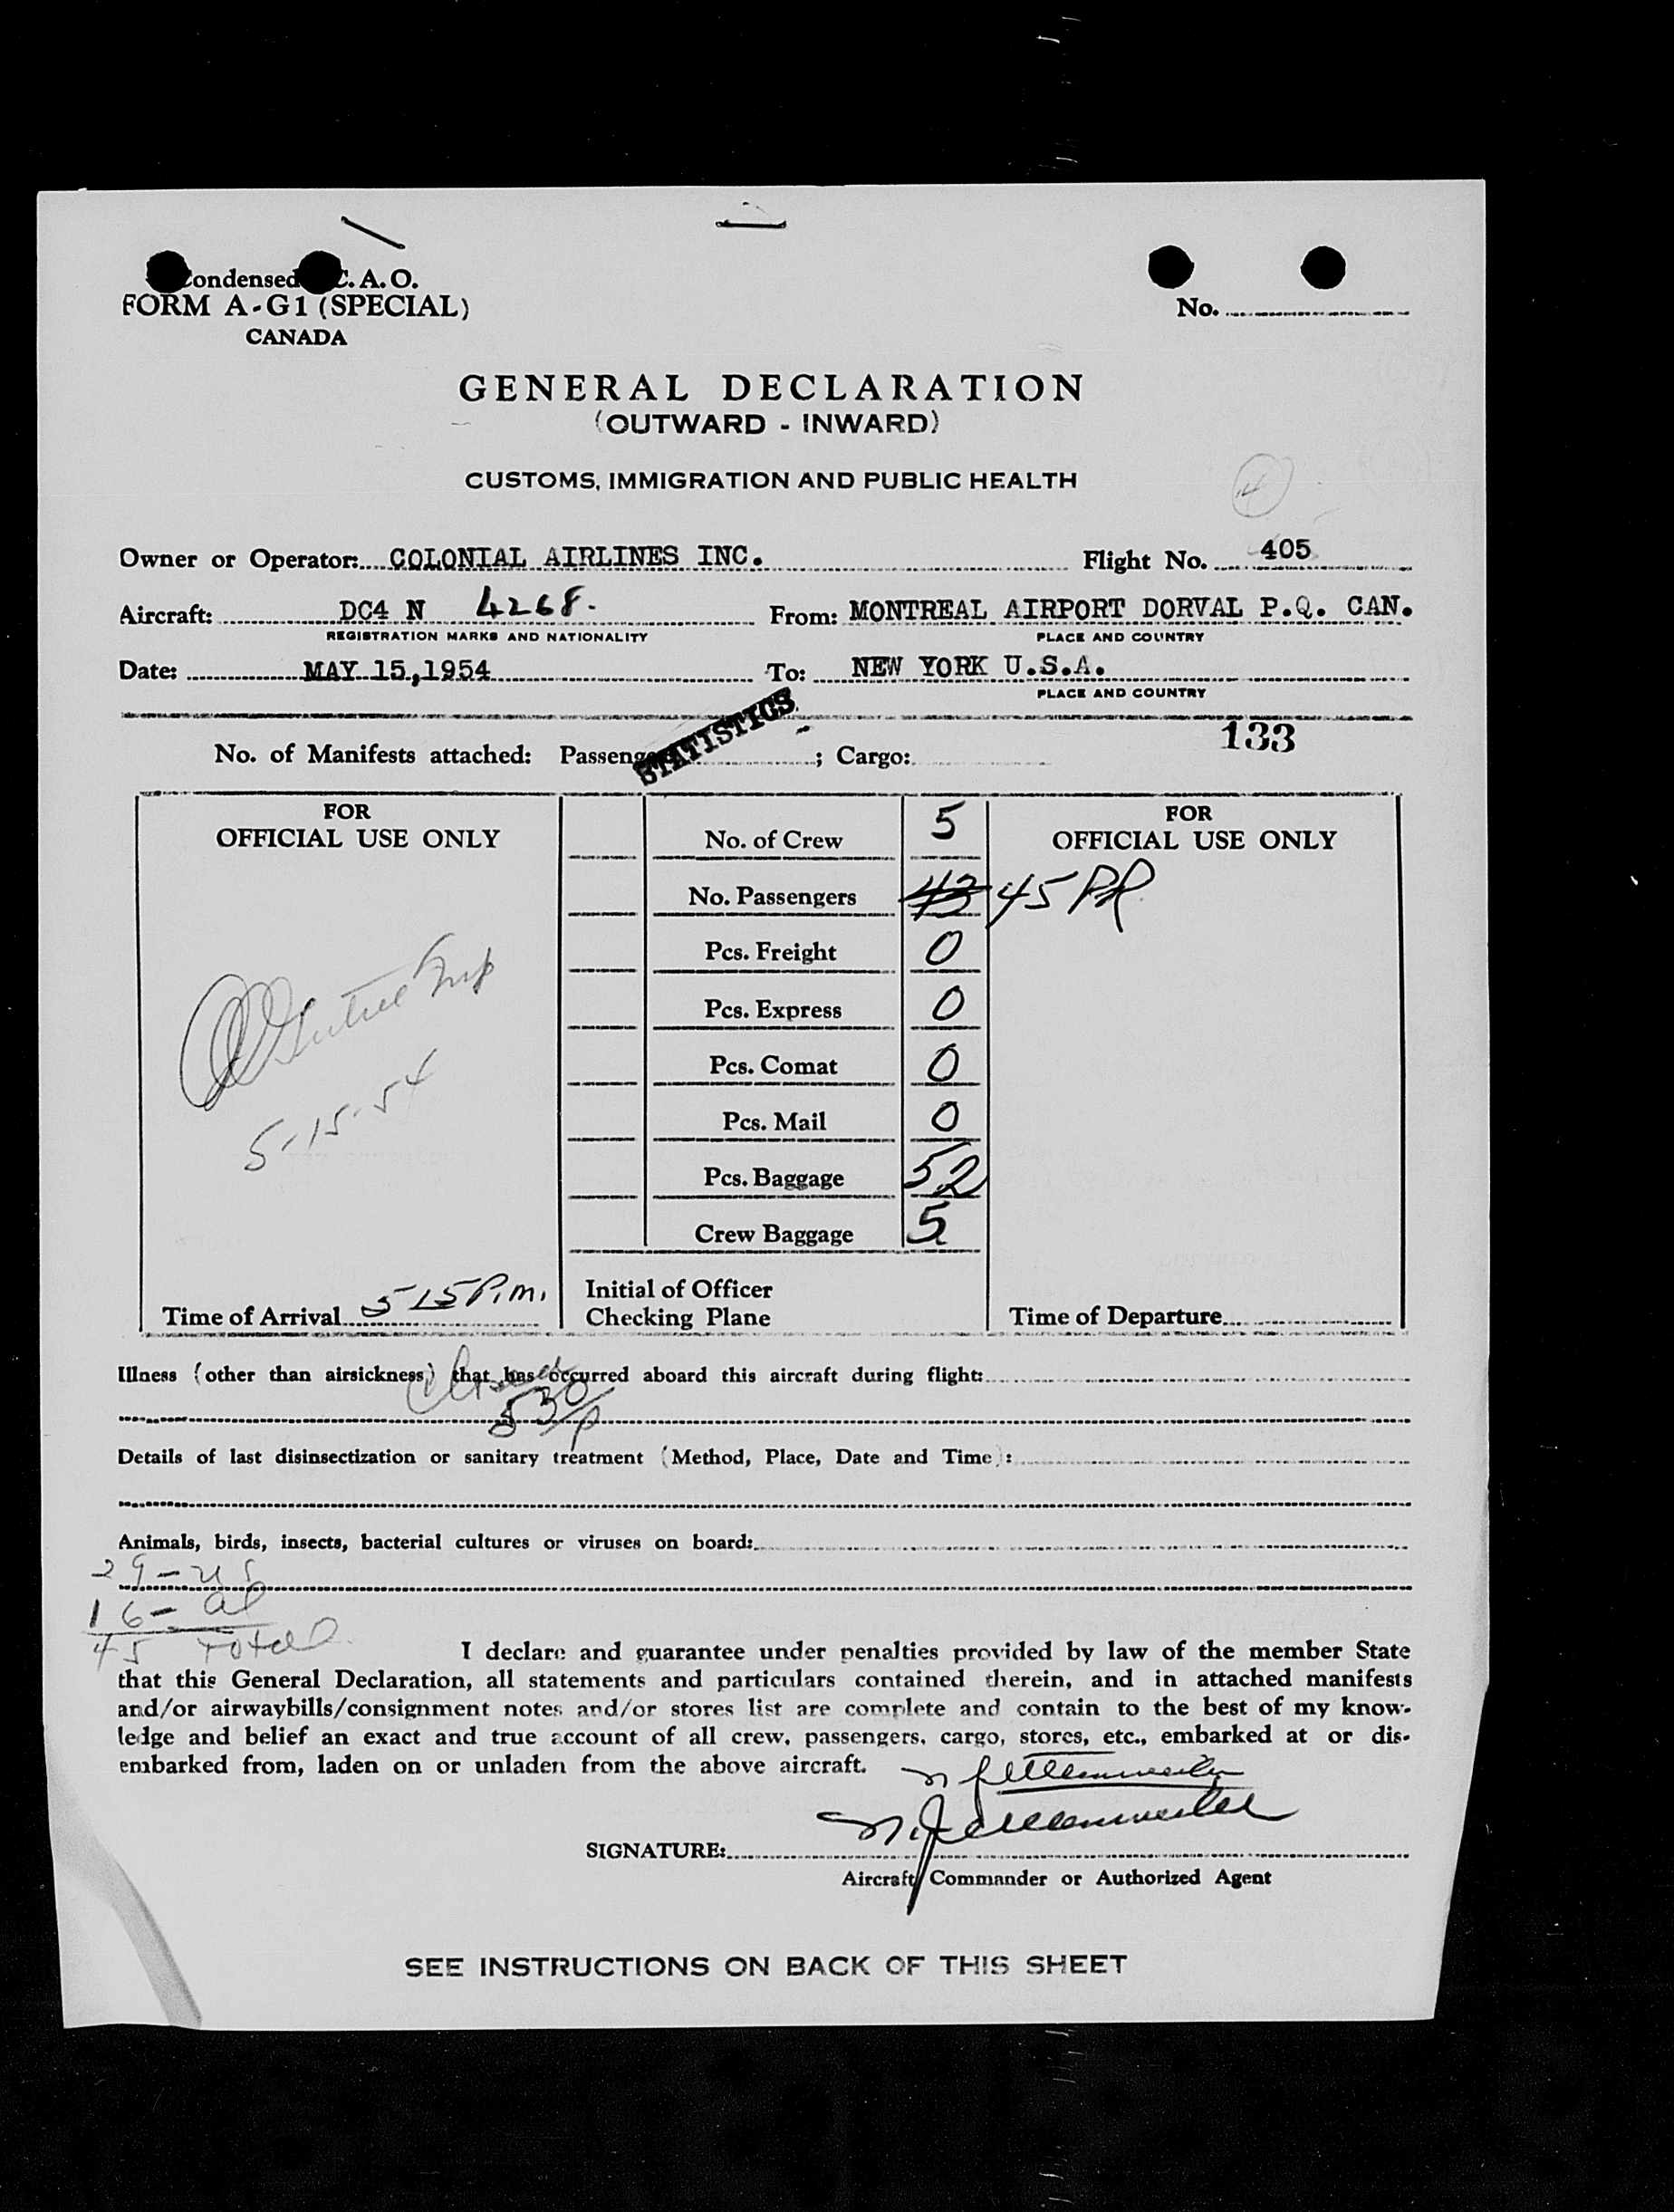 Condensed I.C.A.O.
FORM A-G1 (SPECIAL)
CANADA
No.
GENERAL DECLARATION
(OUTWARD - INWARD)
CUSTOMS, IMMIGRATION AND PUBLIC HEALTH
4
Owner or Operator: COLONIAL AIRLINES INC. Flight No. 405
Aircraft: DC4 N 4268. From: MONTREAL AIRPORT DORVAL P.Q. CAN.
REGISTRATION MARKS AND NATIONALITY PLACE AND COUNTRY
Date: MAY 15,1954 To: NEW YORK U.S.A.
PLACE AND COUNTRY
STATISTICS
133
No. of Manifests attached: Passenger ; Cargo:
FOR OFFICIAL USE ONLY
5-15-54
Time of Arrival 515 P.m.
No. of Crew 5
No. Passengers 43 45 PR
Pcs. Freight 0
Pcs. Express 0
Pcs. Comat 0
Pcs. Mail 0
Pcs. Baggage 52
Crew Baggage 5
Initial of Officer
Checking Plane
FOR OFFICIAL USE ONLY
Time of Departure
Illness (other than airsickness) that has occurred aboard this aircraft during flight:
530/p
Details of last disinsectization or sanitary treatment (Method, Place, Date and Time):
Animals, birds, insects, bacterial cultures or viruses on board:
29-US
16-al
45 Total
I declare and guarantee under penalties provided by law of the member State
that this General Declaration, all statements and particulars contained therein, and in attached manifests
and/or airwaybills/consignment notes and/or stores list are complete and contain to the best of my know-
ledge and belief an exact and true account of all crew, passengers, cargo, stores, etc., embarked at or dis-
embarked from, laden on or unladen from the above aircraft.
SIGNATURE:
Aircraft Commander or Authorized Agent
SEE INSTRUCTIONS ON BACK OF THIS SHEET